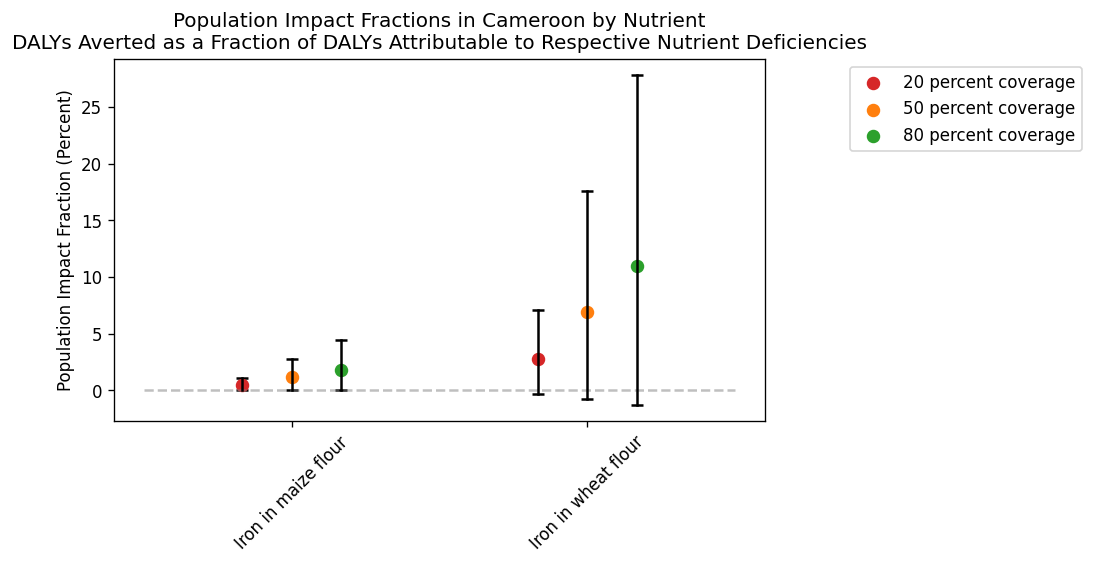 Population Impact Fractions in Cameroon by Nutrient
DALYs Averted as a Fraction of DALYs Attributable to Respective Nutrient Deficiencies
20 percent coverage
50 percent coverage
80 percent coverage
Population Impact Fraction (Percent)
25
20
15
10
5
0
Iron in maize flour
Iron in wheat flour